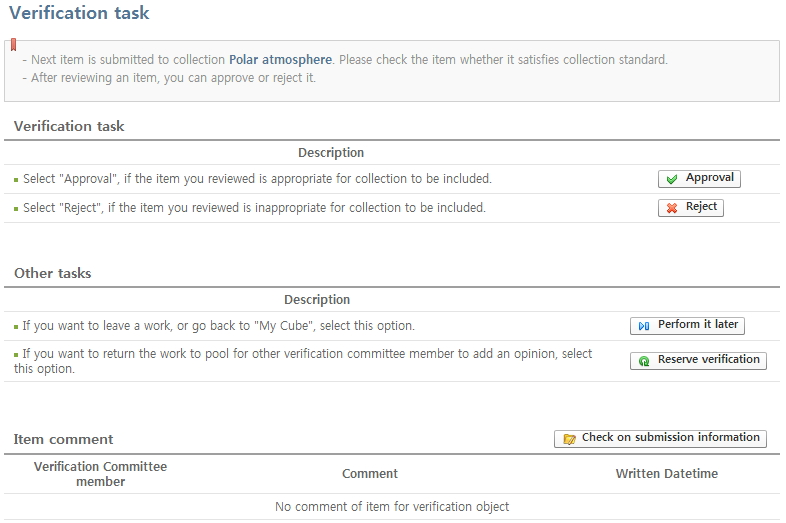 Verification task
- Next item is submitted to collection Polar atmosphere. Please check the item whether it satisfies collection standard.
- After reviewing an item, you can approve or reject it.
Verification task
Description
Select "Approval", if the item you reviewed is appropriate for collection to be included.
Approval
Select "Reject", if the item you reviewed is inappropriate for collection to be included.
Reject
Other tasks
Description
If you want to leave a work, or go back to "My Cube", select this option.
Perform it later
If you want to return the work to pool for other verification committee member to add an opinion, select
this option.
Reserve verification
Item comment
Check on submission information
Verification Committee
member
Comment
Written Datetime
No comment of item for verification object